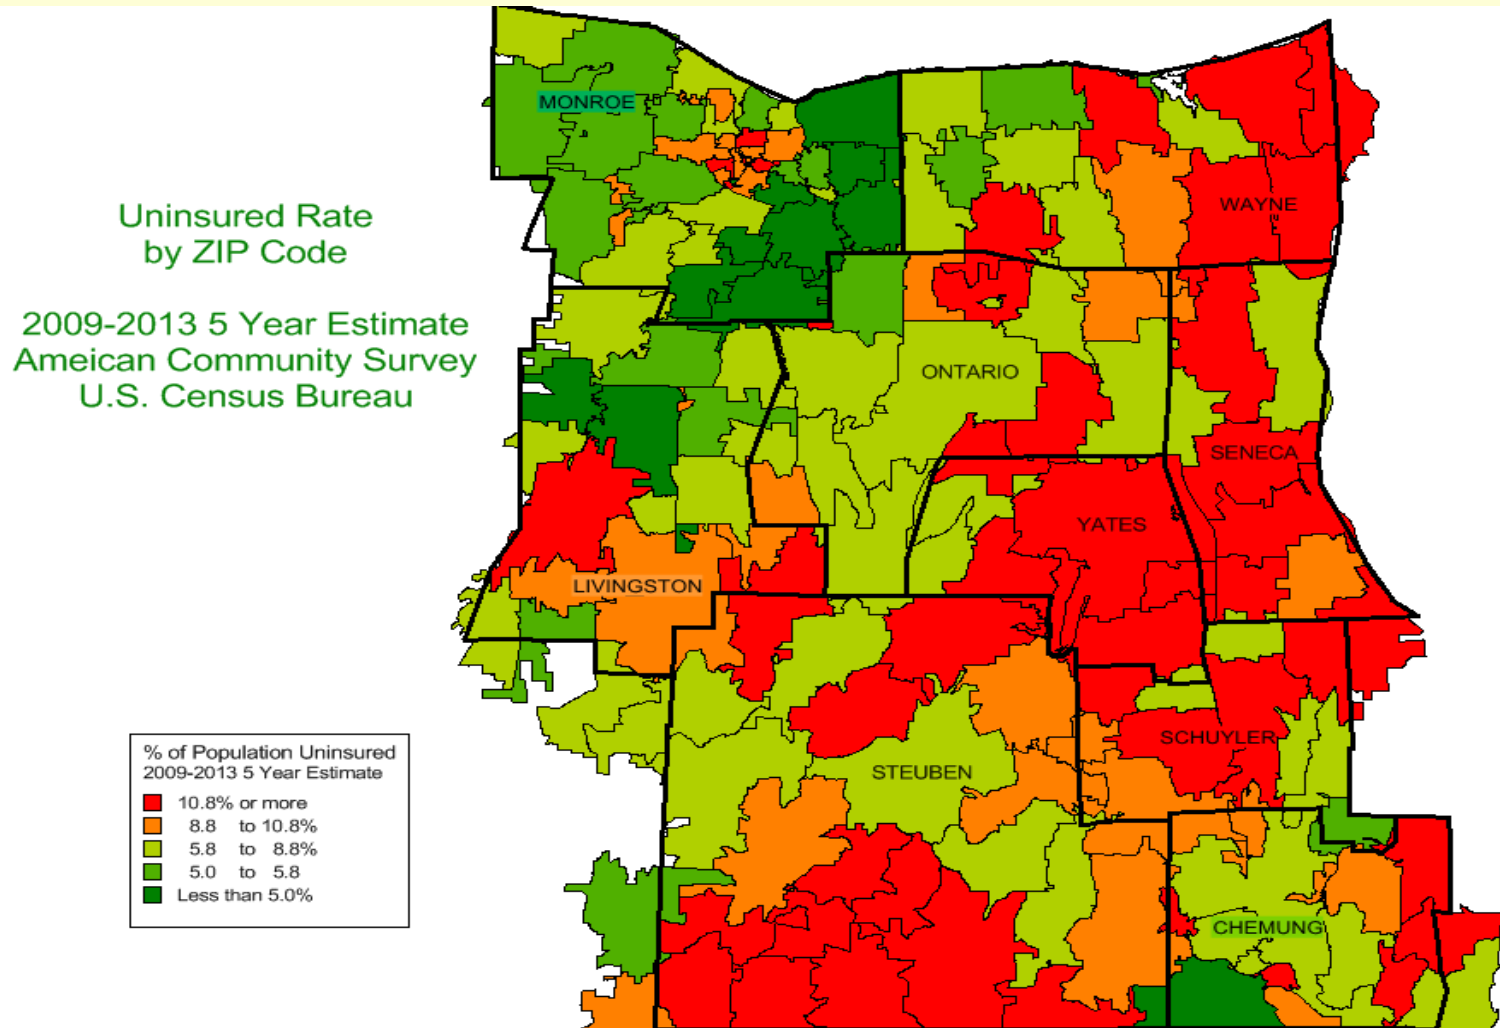 MONROE
WAYNE
Uninsured Rate
by ZIP Code
2009-2013 5 Year Estimate
Ameican Community Survey
U.S. Census Bureau
ONTARIO
SENECA
YATES
LIVINGSTON
SCHUYLER
STEUBEN
CHEMUNG
% of Population Uninsured
2009-2013 5 Year Estimate
10.8% or more
8.8 to 10.8%
5.8 to 8.8%
5.0 to 5.8
Less than 5.0%